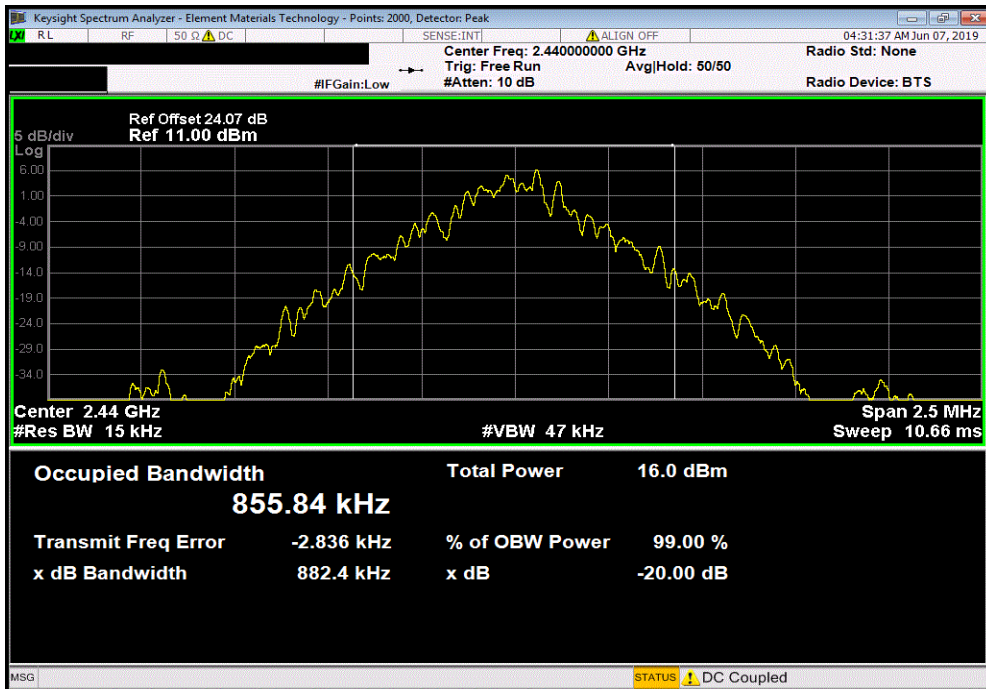 Keysight Spectrum Analyzer - Element Materials Technology - Points: 2000, Detector: Peak
LXI RL RF 50 Ω DC SENSE:INT ALIGN OFF 04:31:37 AM Jun 07, 2019
Center Freq: 2.440000000 GHz Radio Std: None
Trig: Free Run Avg|Hold: 50/50
#IFGain:Low #Atten: 10 dB Radio Device: BTS
Ref Offset 24.07 dB
5 dB/div Ref 11.00 dBm
Log
6.00
1.00
-4.00
-9.00
-14.0
-19.0
-24.0
-29.0
-34.0
Center 2.44 GHz Span 2.5 MHz
#Res BW 15 kHz #VBW 47 kHz Sweep 10.66 ms
Occupied Bandwidth Total Power 16.0 dBm
855.84 kHz
Transmit Freq Error -2.836 kHz % of OBW Power 99.00 %
x dB Bandwidth 882.4 kHz x dB -20.00 dB
MSG STATUS DC Coupled